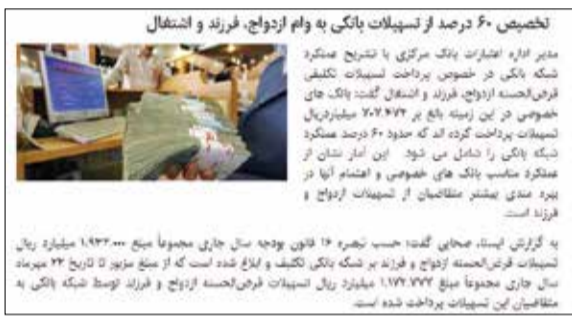 تخصیص ۶۰ درصد از تسهیلات بانکی به وام ازدواج، فرزند و اشتغال
مدیر اداره اعتبارات بانک مرکزی با تشریح عملکرد
شبکه بانکی در خصوص پرداخت تسهیلات تکلیفی
قرض‌الحسنه ازدواج، فرزند و اشتغال گفت: بانک های
خصوصی در این زمینه بالغ بر ۷۰۷.۴۷۴ میلیاردریال
تسهیلات پرداخت کرده اند که حدود ۶۰ درصد عملکرد
شبکه بانکی را شامل می شود. این آمار نشان از
عملکرد مناسب بانک های خصوصی و اهتمام آنها در
بهره مندی بیشتر متقاضیان از تسهیلات ازدواج و
فرزند است.
به گزارش ایسنا، صحابی گفت: حسب تبصره ۱۶ قانون بودجه سال جاری مجموعاً مبلغ ۱.۹۳۲.۰۰۰ میلیارد ریال
تسهیلات قرض‌الحسنه ازدواج و فرزند بر شبکه بانکی تکلیف و ابلاغ شده است که از مبلغ مزبور تا تاریخ ۲۳ مهرماه
سال جاری مجموعاً مبلغ ۱.۱۷۲.۷۷۷ میلیارد ریال تسهیلات قرض‌الحسنه ازدواج و فرزند توسط شبکه بانکی به
متقاضیان این تسهیلات پرداخت شده است.